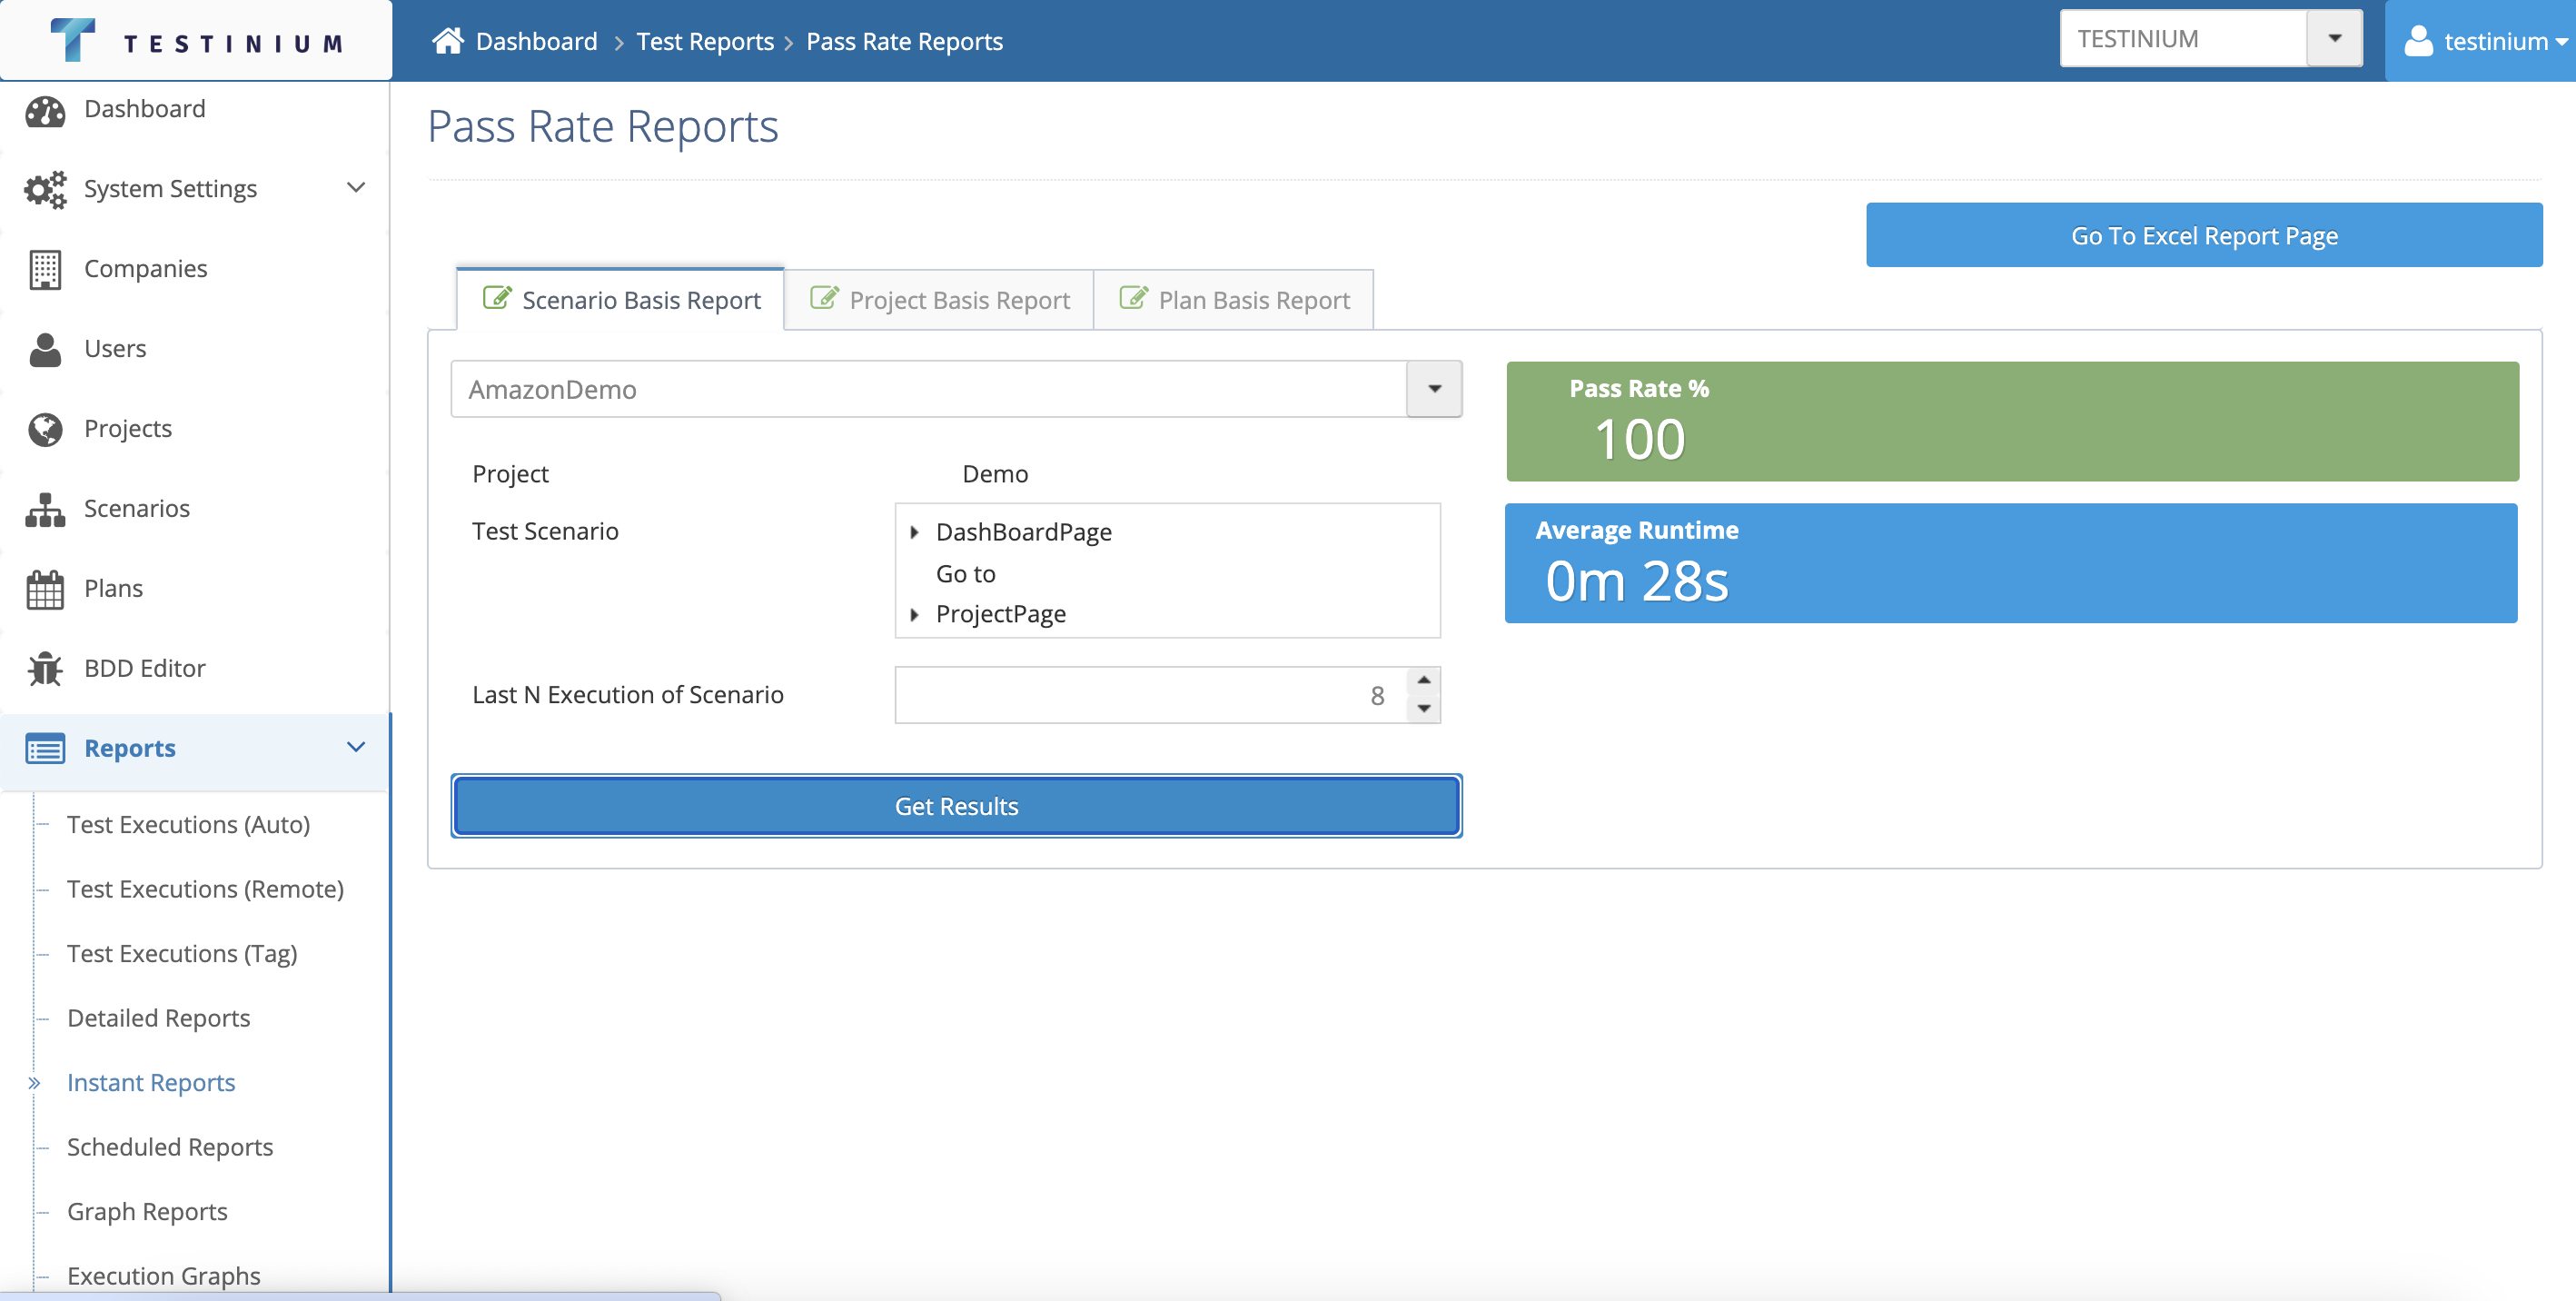 TESTINIUM
Dashboard > Test Reports > Pass Rate Reports
TESTINIUM
testinium
Dashboard
System Settings
Companies
Users
Projects
Scenarios
Plans
BDD Editor
Reports
Test Executions (Auto)
Test Executions (Remote)
Test Executions (Tag)
Detailed Reports
» Instant Reports
Scheduled Reports
Graph Reports
Execution Graphs
Pass Rate Reports
Go To Excel Report Page
Scenario Basis Report
Project Basis Report
Plan Basis Report
AmazonDemo
Project Demo
Test Scenario
DashBoardPage
Go to
ProjectPage
Last N Execution of Scenario 8
Get Results
Pass Rate %
100
Average Runtime
0m 28s